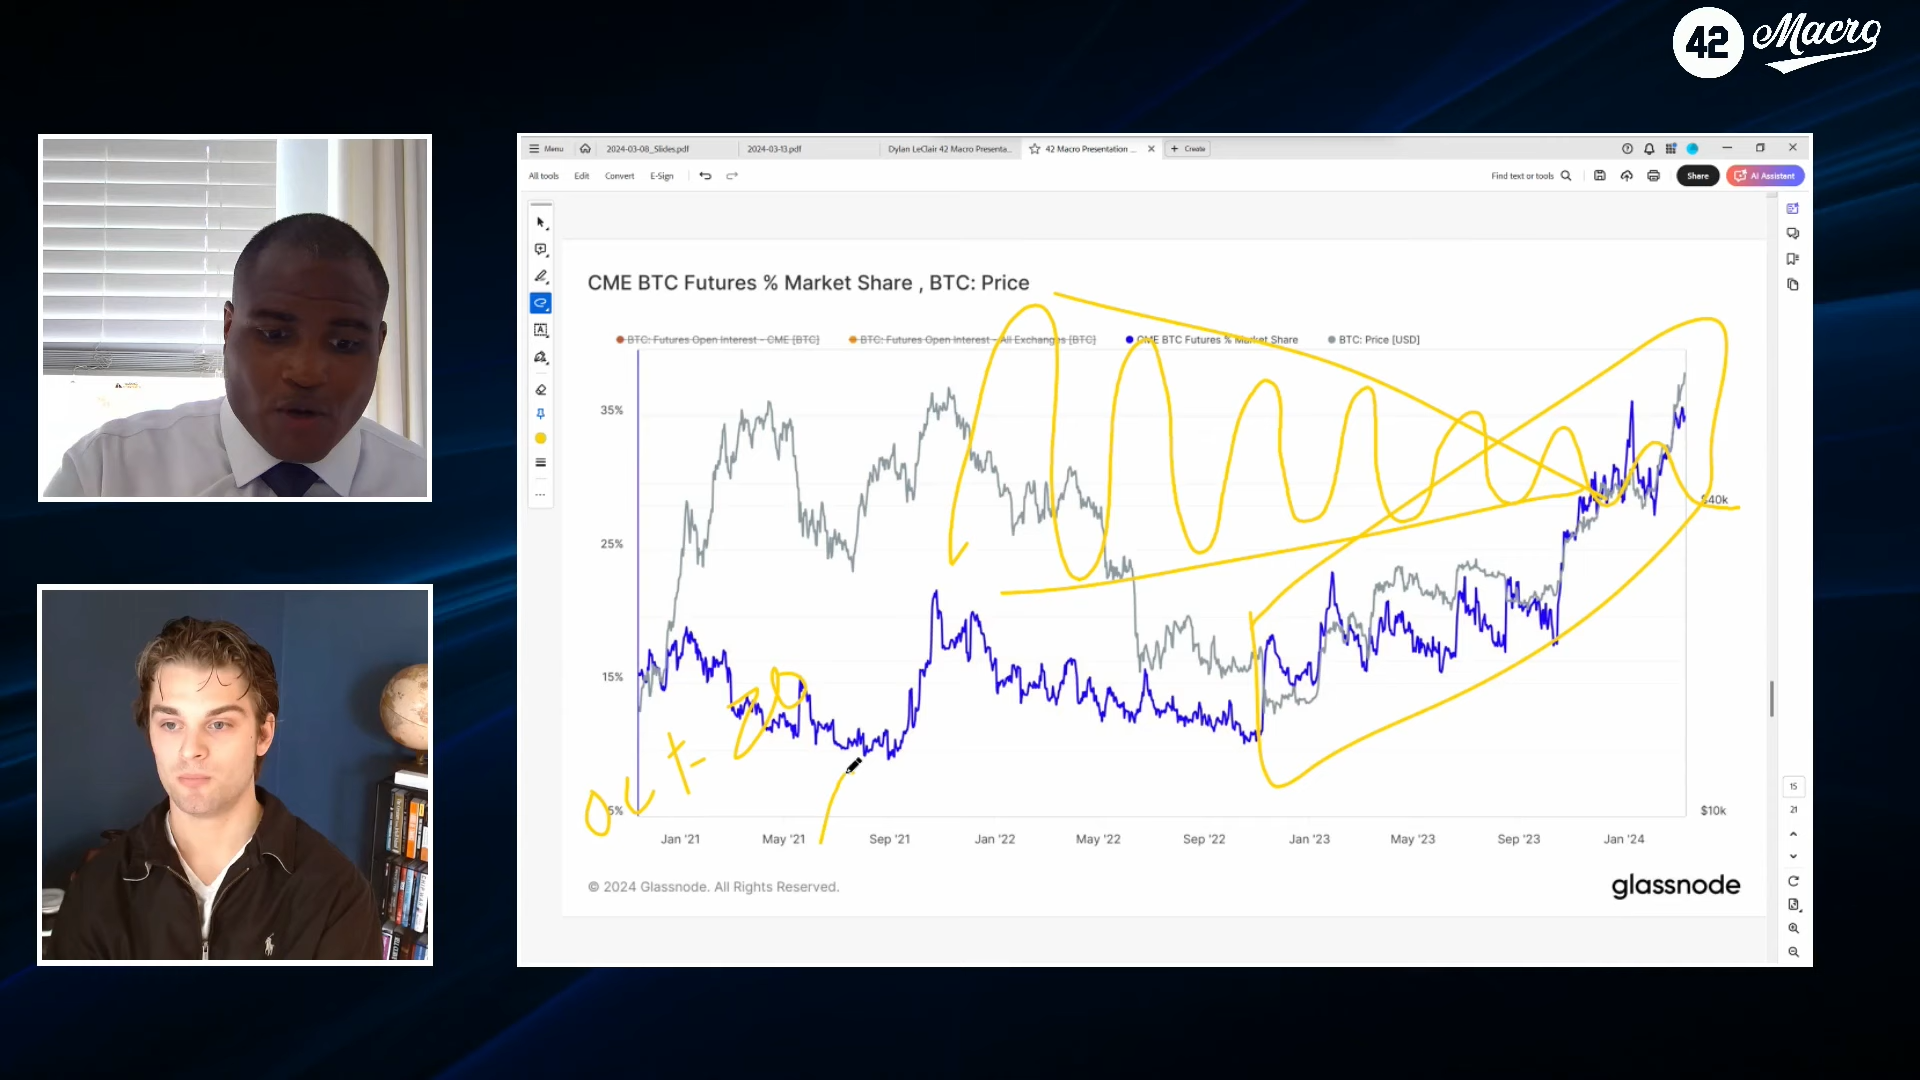 42 Macro
Menu
2024-03-08_Slides.pdf
2024-03-13.pdf
Dylan LeClair 42 Macro Presenta...
42 Macro Presentation ...
Create
All tools
Edit
Convert
E-Sign
Find text or tools
Share
AI Assistant
CME BTC Futures % Market Share , BTC: Price
BTC: Futures Open Interest - CME [BTC]
BTC: Futures Open Interest - All Exchanges [BTC]
CME BTC Futures % Market Share
BTC: Price [USD]
35%
25%
15%
5%
$40k
$10k
20
Jan '21
May '21
Sep '21
Jan '22
May '22
Sep '22
Jan '23
May '23
Sep '23
Jan '24
© 2024 Glassnode. All Rights Reserved.
glassnode
15
21